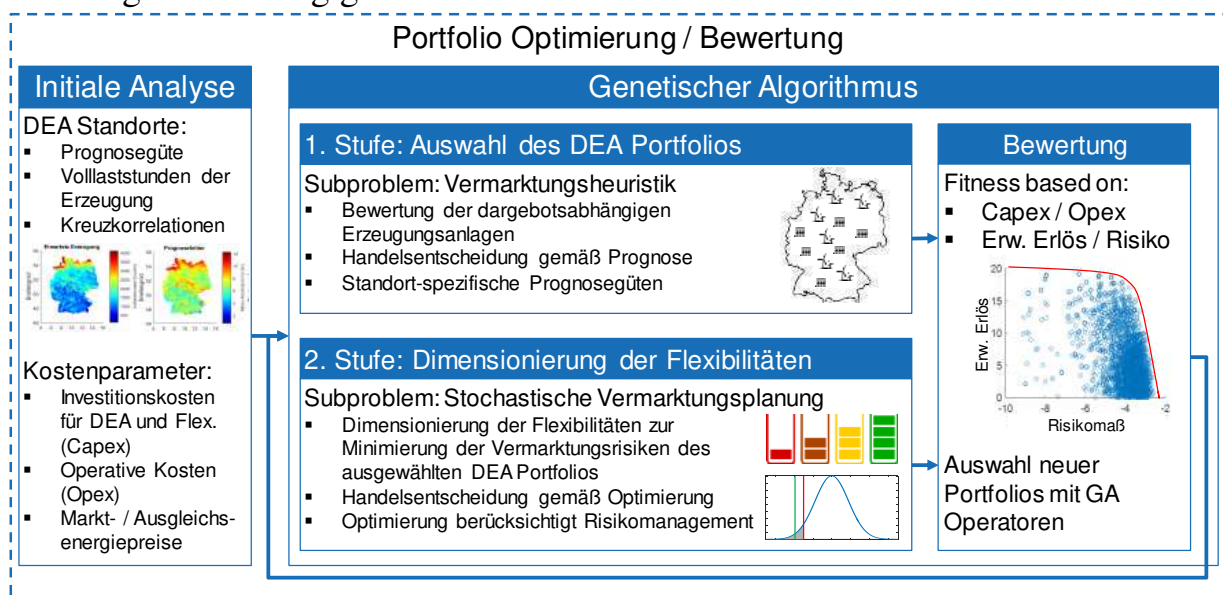 Portfolio Optimierung / Bewertung
Initiale Analyse
DEA Standorte:
▪ Prognosegüte
▪ Volllaststunden der
Erzeugung
▪ Kreuzkorrelationen
Erwartete Erzeugung
Prognosefehler
Kostenparameter:
▪ Investitionskosten
für DEA und Flex.
(Capex)
▪ Operative Kosten
(Opex)
▪ Markt- / Ausgleichs-
energiepreise
Genetischer Algorithmus
1. Stufe: Auswahl des DEA Portfolios
Subproblem: Vermarktungsheuristik
▪ Bewertung der dargebotsabhängigen
Erzeugungsanlagen
▪ Handelsentscheidung gemäß Prognose
▪ Standort-spezifische Prognosegüten
2. Stufe: Dimensionierung der Flexibilitäten
Subproblem: Stochastische Vermarktungsplanung
▪ Dimensionierung der Flexibilitäten zur
Minimierung der Vermarktungsrisiken des
ausgewählten DEA Portfolios
▪ Handelsentscheidung gemäß Optimierung
▪ Optimierung berücksichtigt Risikomanagement
Bewertung
Fitness based on:
▪ Capex / Opex
▪ Erw. Erlös / Risiko
Erw. Erlös
20
15
10
5
0
-10 -8 -6 -4 -2
Risikomaß
Auswahl neuer
Portfolios mit GA
Operatoren